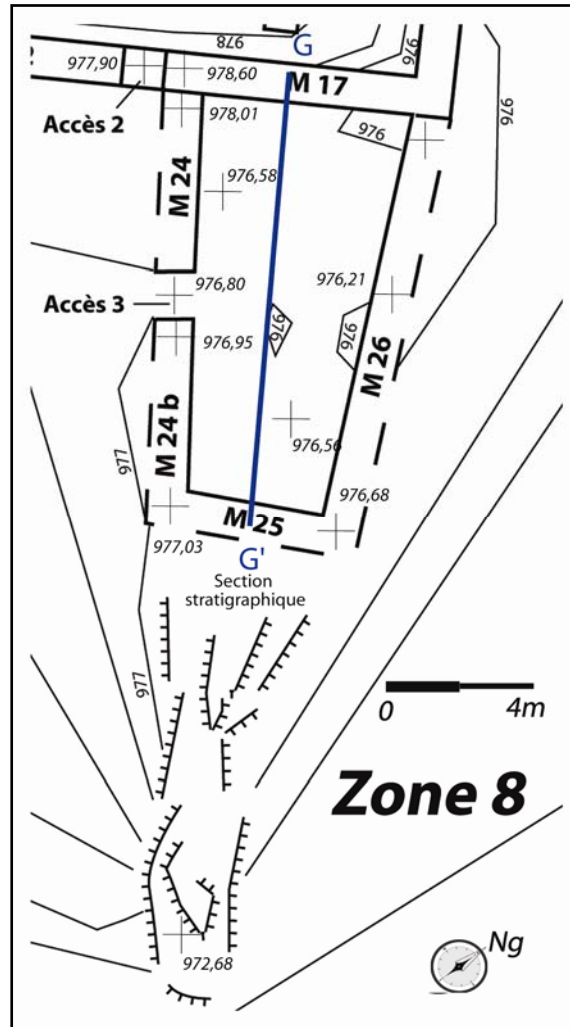 978
G
976
977,90
978,60
M 17
Accès 2
978,01
976
976
M 24
976,58
976,80
976,21
Accès 3
976
976
976,95
M 26
M 24 b
976,56
977
976,68
M 25
977,03
G'
Section
stratigraphique
977
0
4m
Zone 8
Ng
972,68